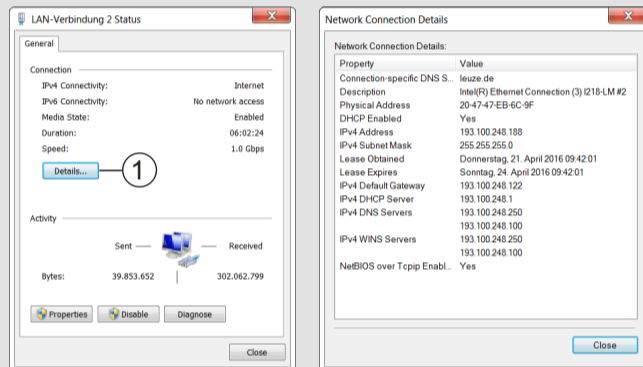 LAN-Verbindung 2 Status
General
Connection
IPv4 Connectivity: Internet
IPv6 Connectivity: No network access
Media State: Enabled
Duration: 06:02:24
Speed: 1.0 Gbps
Details... 1
Activity
Sent Received
Bytes: 39.853.652 302.062.799
Properties Disable Diagnose
Close
Network Connection Details
Network Connection Details:
Property Value
Connection-specific DNS S... leuze.de
Description Intel(R) Ethernet Connection (3) I218-LM #2
Physical Address 20-47-47-EB-6C-9F
DHCP Enabled Yes
IPv4 Address 193.100.248.188
IPv4 Subnet Mask 255.255.255.0
Lease Obtained Donnerstag, 21. April 2016 09:42:01
Lease Expires Sonntag, 24. April 2016 09:42:01
IPv4 Default Gateway 193.100.248.122
IPv4 DHCP Server 193.100.248.1
IPv4 DNS Servers 193.100.248.250
193.100.248.100
IPv4 WINS Servers 193.100.248.250
193.100.248.100
NetBIOS over Tcpip Enabl... Yes
Close